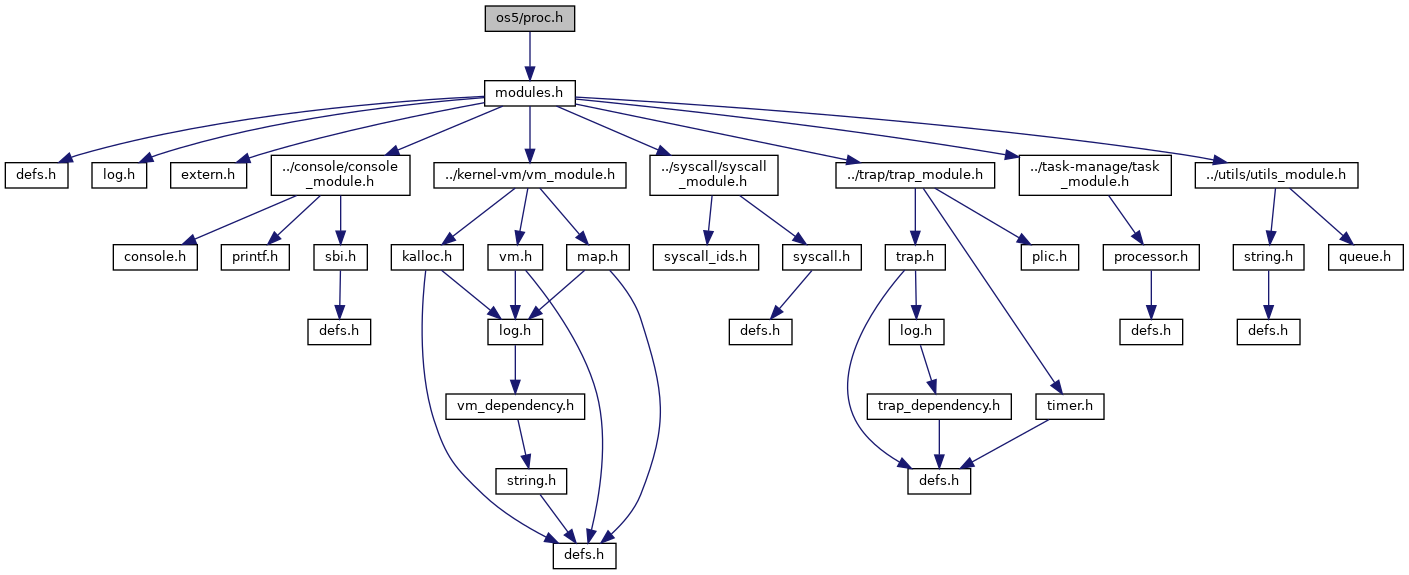 os5/proc.h
modules.h
defs.h
log.h
extern.h
../console/console
_module.h
../kernel-vm/vm_module.h
../syscall/syscall
_module.h
../trap/trap_module.h
../task-manage/task
_module.h
../utils/utils_module.h
console.h
printf.h
sbi.h
kalloc.h
vm.h
map.h
syscall_ids.h
syscall.h
trap.h
plic.h
processor.h
string.h
queue.h
defs.h
log.h
defs.h
log.h
defs.h
defs.h
vm_dependency.h
trap_dependency.h
timer.h
string.h
defs.h
defs.h